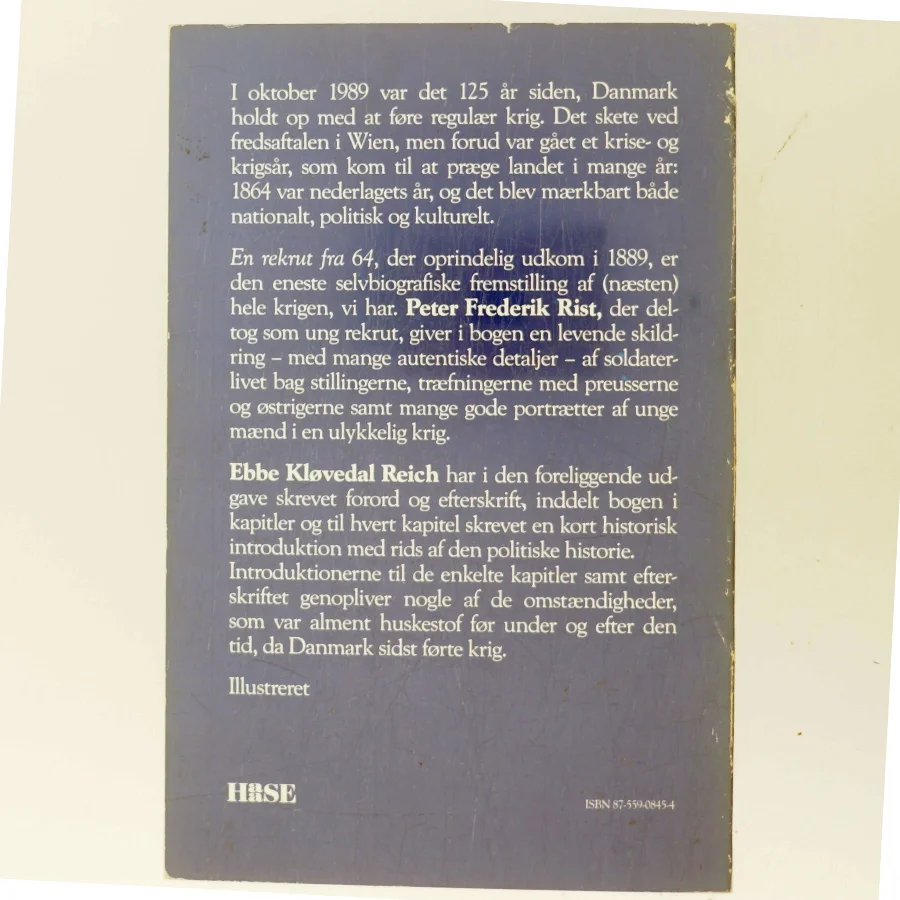 I oktober 1989 var det 125 år siden, Danmark
holdt op med at føre regulær krig. Det skete ved
fredsaftalen i Wien, men forud var gået et krise- og
krigsår, som kom til at præge landet i mange år:
1864 var nederlagets år, og det blev mærkbart både
nationalt, politisk og kulturelt.
En rekrut fra 64, der oprindelig udkom i 1889, er
den eneste selvbiografiske fremstilling af (næsten)
hele krigen, vi har. Peter Frederik Rist, der del-
tog som ung rekrut, giver i bogen en levende skild-
ring – med mange autentiske detaljer – af soldater-
livet bag stillingerne, træfningerne med preusserne
og østrigerne samt mange gode portrætter af unge
mænd i en ulykkelig krig.
Ebbe Kløvedal Reich har i den foreliggende ud-
gave skrevet forord og efterskrift, inddelt bogen i
kapitler og til hvert kapitel skrevet en kort historisk
introduktion med rids af den politiske historie.
Introduktionerne til de enkelte kapitler samt efter-
skriftet genopliver nogle af de omstændigheder,
som var alment huskestof før under og efter den
tid, da Danmark sidst førte krig.
Illustreret
HaaSE
ISBN 87-559-0845-4